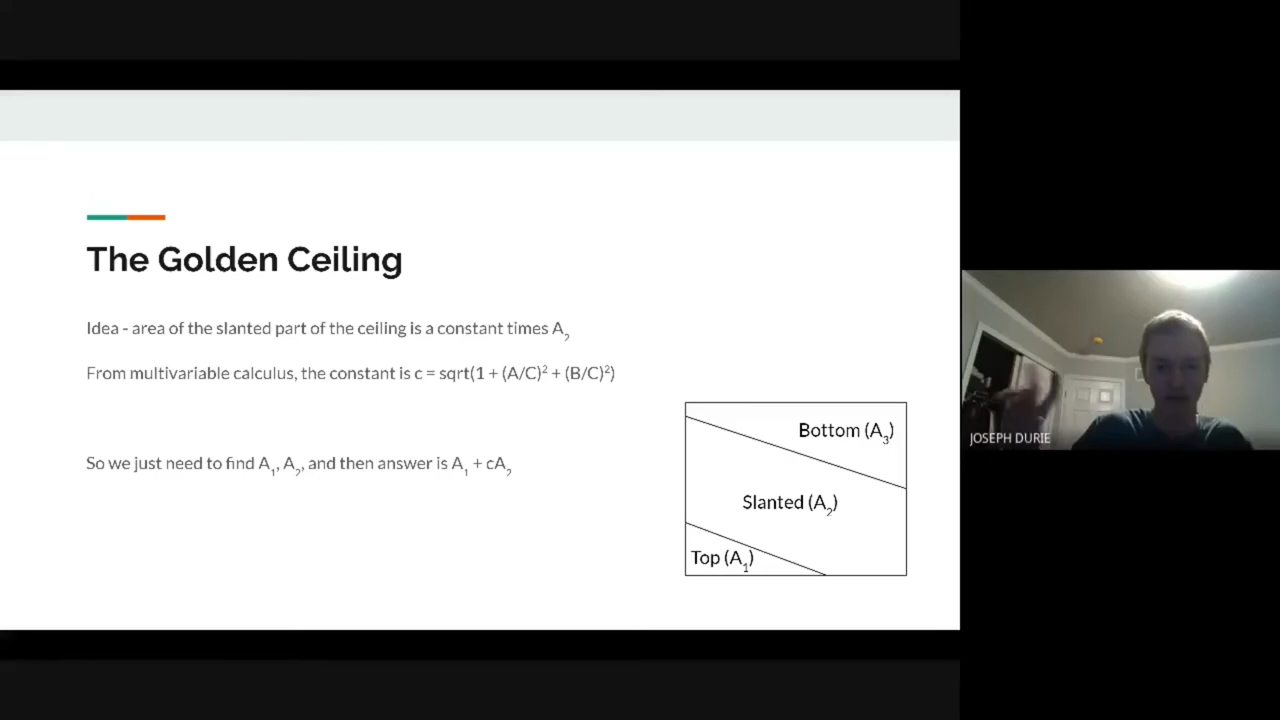 The Golden Ceiling
Idea - area of the slanted part of the ceiling is a constant times A₂
From multivariable calculus, the constant is c = sqrt(1 + (A/C)² + (B/C)²)
So we just need to find A₁, A₂, and then answer is A₁ + cA₂
Bottom (A₃)
Slanted (A₂)
Top (A₁)
JOSEPH DURIE